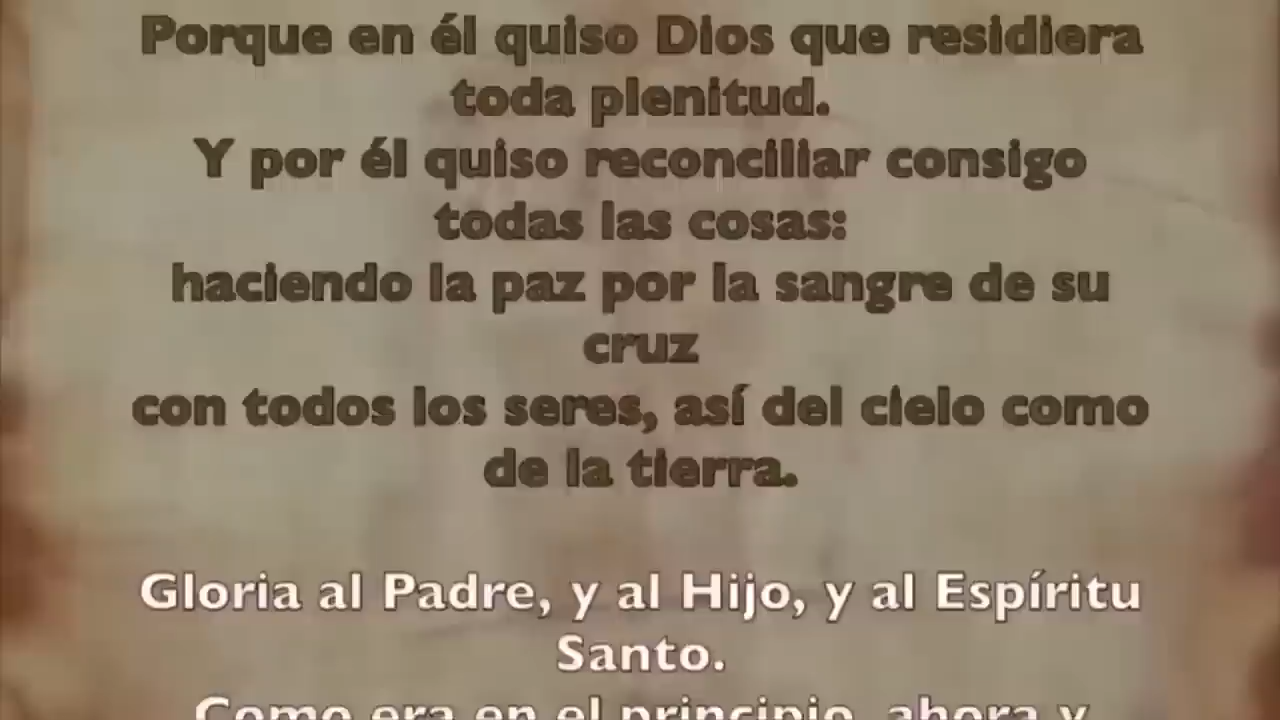 Porque en él quiso Dios que residiera
toda plenitud.
Y por él quiso reconciliar consigo
todas las cosas:
haciendo la paz por la sangre de su
cruz
con todos los seres, así del cielo como
de la tierra.
Gloria al Padre, y al Hijo, y al Espíritu
Santo.
Como era en el principio, ahora y